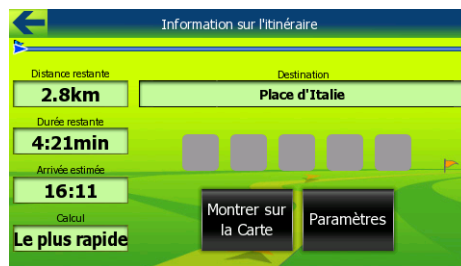 Information sur l'itinéraire
Distance restante
2.8km
Destination
Place d'Italie
Durée restante
4:21min
Arrivée estimée
16:11
Calcul
Le plus rapide
Montrer sur
la Carte
Paramètres